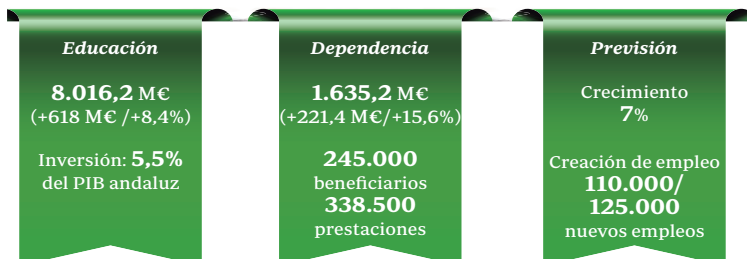 Educación
8.016,2 M€
(+618 M€ /+8,4%)
Inversión: 5,5%
del PIB andaluz
Dependencia
1.635,2 M€
(+221,4 M€/+15,6%)
245.000
beneficiarios
338.500
prestaciones
Previsión
Crecimiento
7%
Creación de empleo
110.000/
125.000
nuevos empleos